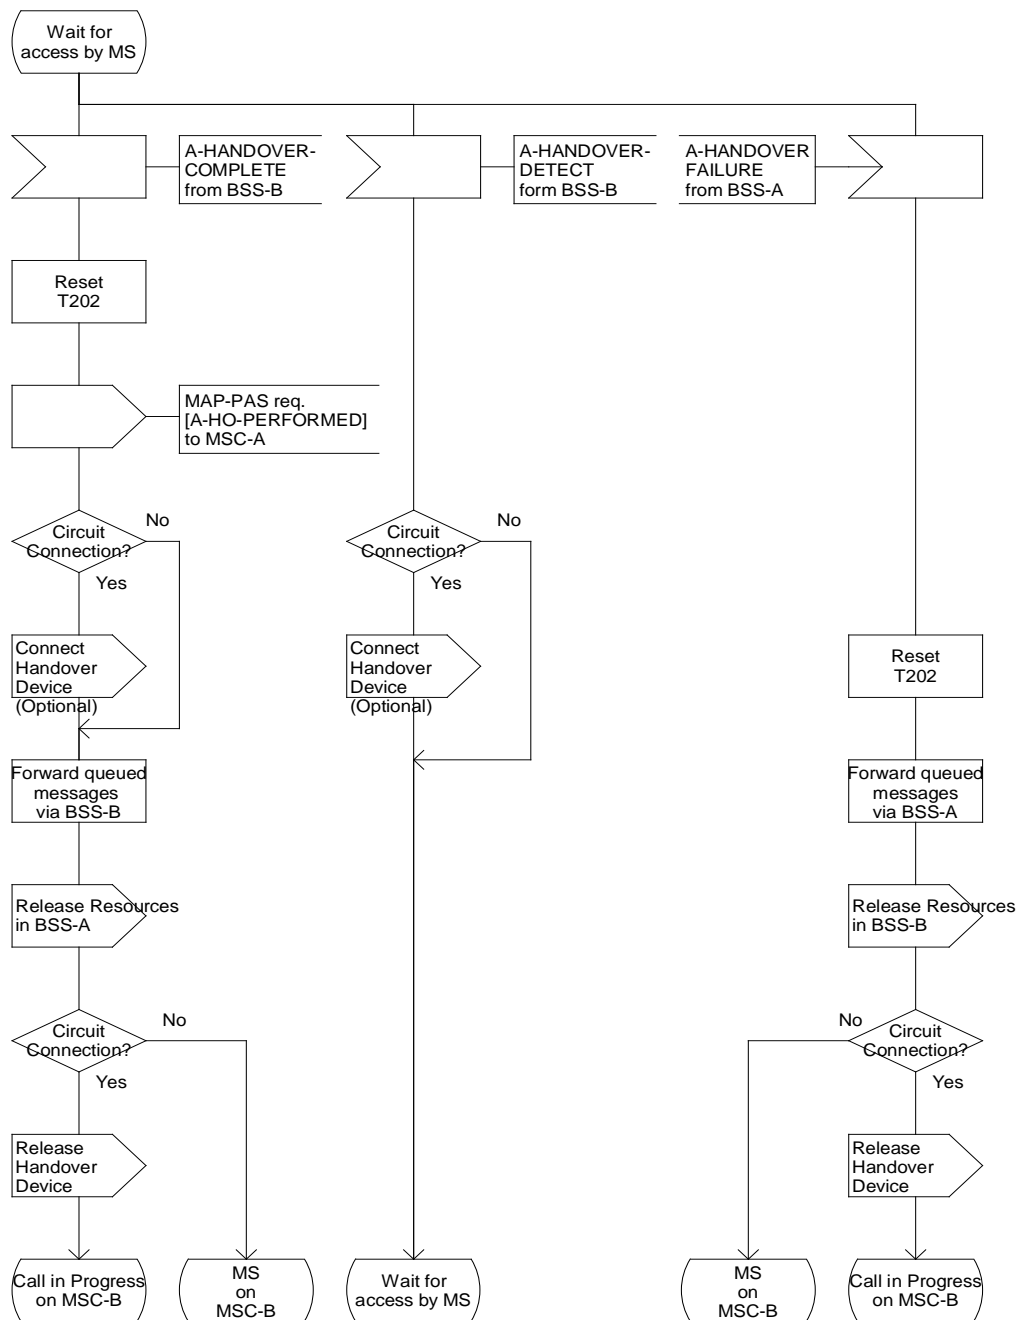 Wait for
access by MS
A-HANDOVER-
COMPLETE
from BSS-B
A-HANDOVER-
DETECT
form BSS-B
A-HANDOVER
FAILURE
from BSS-A
Reset
T202
MAP-PAS req.
[A-HO-PERFORMED]
to MSC-A
Circuit
Connection?
No
Yes
Circuit
Connection?
No
Yes
Connect
Handover
Device
(Optional)
Connect
Handover
Device
(Optional)
Reset
T202
Forward queued
messages
via BSS-B
Forward queued
messages
via BSS-A
Release Resources
in BSS-A
Release Resources
in BSS-B
Circuit
Connection?
No
Yes
No
Circuit
Connection?
Yes
Release
Handover
Device
Release
Handover
Device
Call in Progress
on MSC-B
MS
on
MSC-B
Wait for
access by MS
MS
on
MSC-B
Call in Progress
on MSC-B